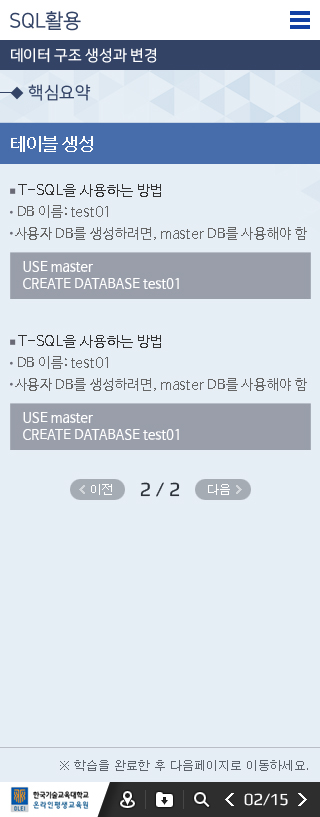 SQL활용
데이터 구조 생성과 변경
핵심요약
테이블 생성
■ T-SQL을 사용하는 방법
• DB 이름: test01
• 사용자 DB를 생성하려면, master DB를 사용해야 함
USE master
CREATE DATABASE test01
■ T-SQL을 사용하는 방법
• DB 이름: test01
• 사용자 DB를 생성하려면, master DB를 사용해야 함
USE master
CREATE DATABASE test01
< 이전 2 / 2 다음 >
※ 학습을 완료한 후 다음페이지로 이동하세요.
한국기술교육대학교
온라인평생교육원
OLEI
02/15